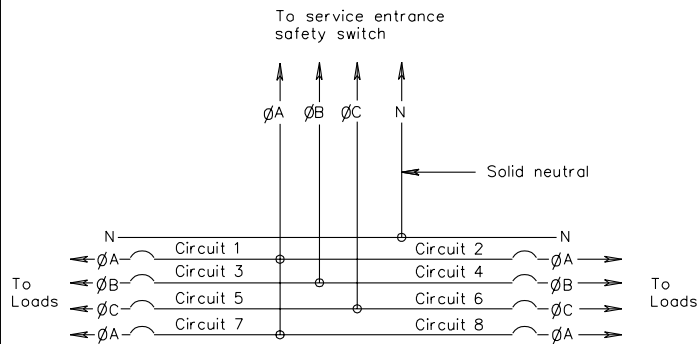 To service entrance
safety switch
ØA ØB ØC N
Solid neutral
N N
Circuit 1 Circuit 2
ØA ØA
Circuit 3 Circuit 4
ØB ØB
To
Loads
To
Loads
Circuit 5 Circuit 6
ØC ØC
Circuit 7 Circuit 8
ØA ØA